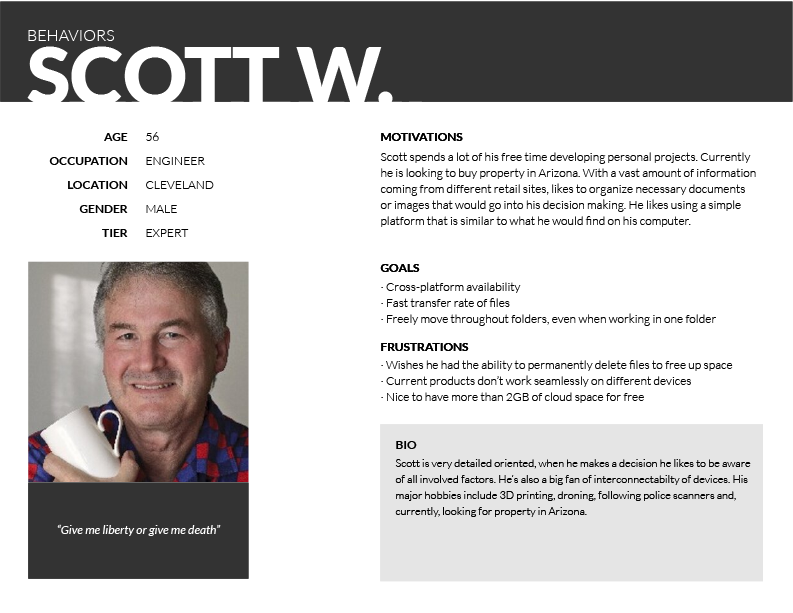 BEHAVIORS
SCOTT W.
AGE 56
OCCUPATION ENGINEER
LOCATION CLEVELAND
GENDER MALE
TIER EXPERT
"Give me liberty or give me death"
MOTIVATIONS
Scott spends a lot of his free time developing personal projects. Currently
he is looking to buy property in Arizona. With a vast amount of information
coming from different retail sites, likes to organize necessary documents
or images that would go into his decision making. He likes using a simple
platform that is similar to what he would find on his computer.
GOALS
· Cross-platform availability
· Fast transfer rate of files
· Freely move throughout folders, even when working in one folder
FRUSTRATIONS
· Wishes he had the ability to permanently delete files to free up space
· Current products don't work seamlessly on different devices
· Nice to have more than 2GB of cloud space for free
BIO
Scott is very detailed oriented, when he makes a decision he likes to be aware
of all involved factors. He's also a big fan of interconnectabilty of devices. His
major hobbies include 3D printing, droning, following police scanners and,
currently, looking for property in Arizona.